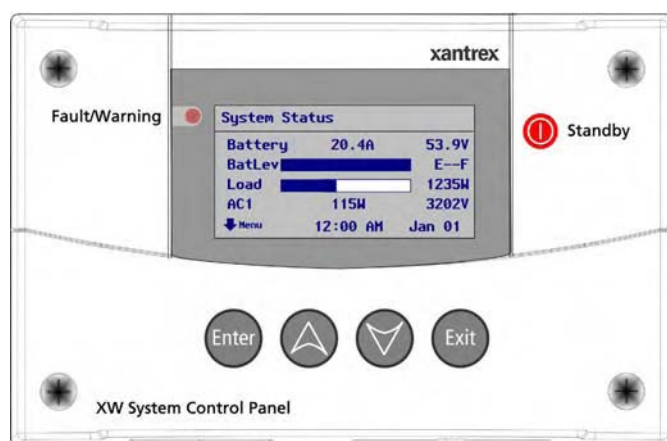 xantrex
Fault/Warning
Standby
System Status
Battery 20.4A 53.9V
BatLev E--F
Load 1235W
AC1 115W 3202V
Menu 12:00 AM Jan 01
Enter
Exit
XW System Control Panel